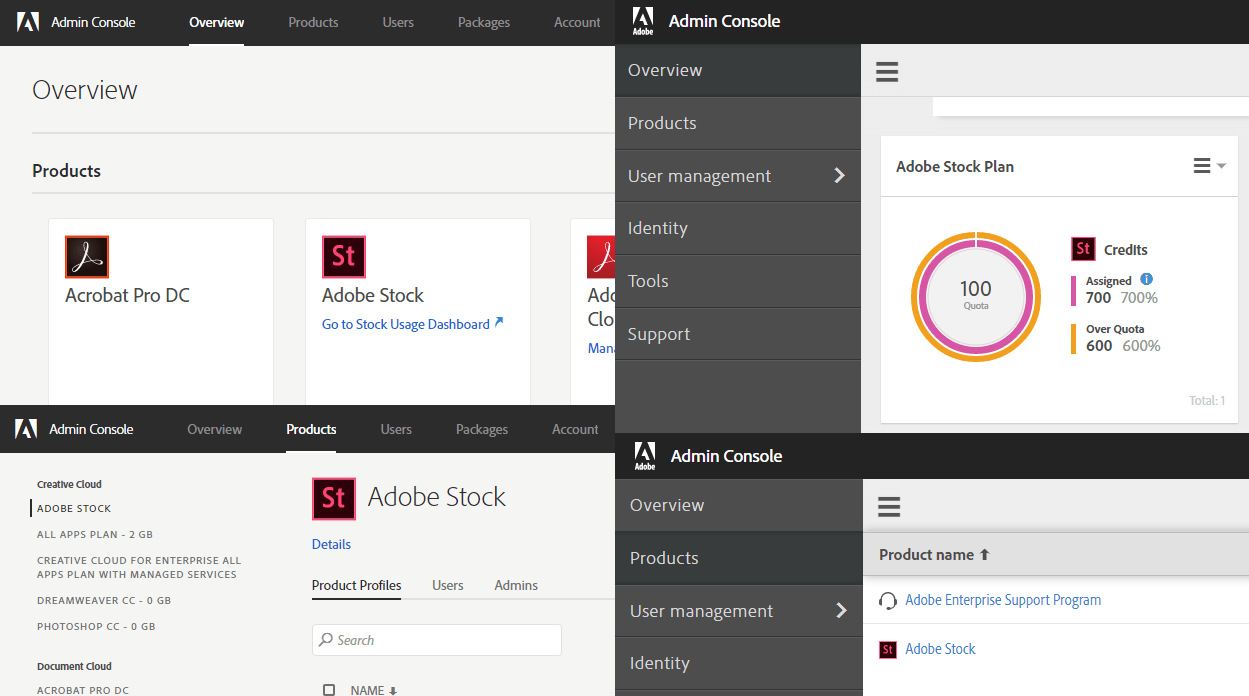 Admin Console
Overview
Products
Users
Packages
Account
Overview
Products
Acrobat Pro DC
St
Adobe Stock
Go to Stock Usage Dashboard
Ado
Clo
Mana
Adobe
Admin Console
Overview
Products
User management
Identity
Tools
Support
Adobe Stock Plan
100
Quota
St
Credits
Assigned i
700 700%
Over Quota
600 600%
Total: 1
Admin Console
Overview
Products
Users
Packages
Account
Creative Cloud
ADOBE STOCK
ALL APPS PLAN - 2 GB
CREATIVE CLOUD FOR ENTERPRISE ALL
APPS PLAN WITH MANAGED SERVICES
DREAMWEAVER CC - 0 GB
PHOTOSHOP CC - 0 GB
Document Cloud
ACROBAT PRO DC
St
Adobe Stock
Details
Product Profiles
Users
Admins
Search
NAME
Adobe
Admin Console
Overview
Products
User management
Identity
Product name
Adobe Enterprise Support Program
St
Adobe Stock